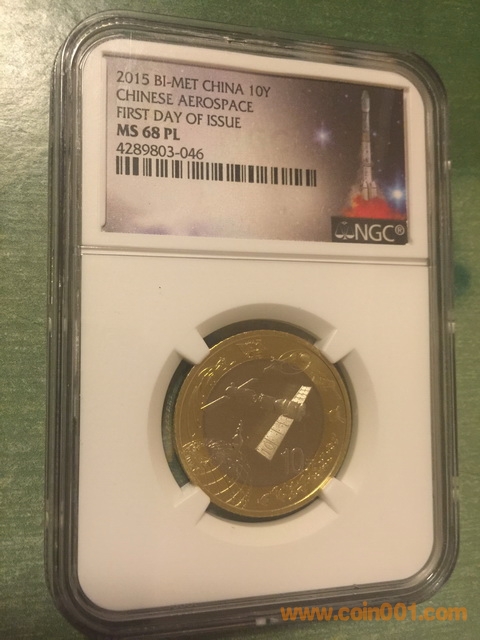 2015 BI-MET CHINA 10Y
CHINESE AEROSPACE
FIRST DAY OF ISSUE
MS 68 PL
4289803-046
NGC®
10
www.coin001.com